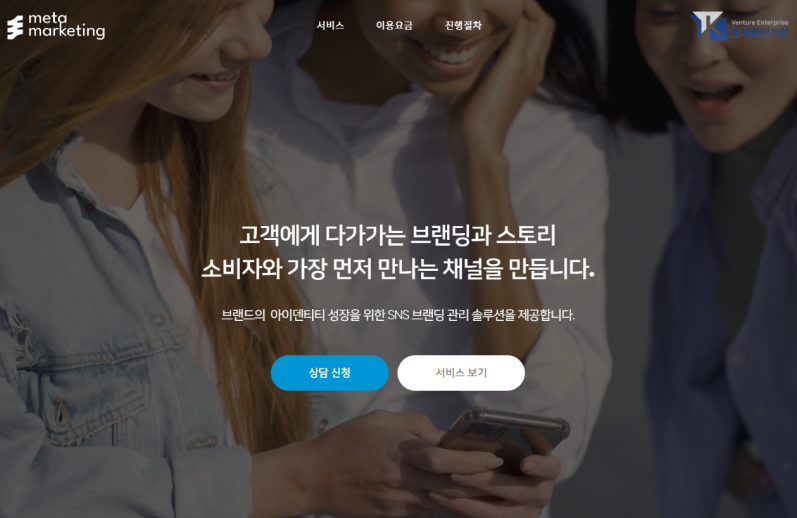 meta
marketing
서비스
이용요금
진행절차
Venture Enterprise
벤처확인기업
고객에게 다가가는 브랜딩과 스토리
소비자와 가장 먼저 만나는 채널을 만듭니다.
브랜드의 아이덴티티 성장을 위한 SNS 브랜딩 관리 솔루션을 제공합니다.
상담 신청
서비스 보기